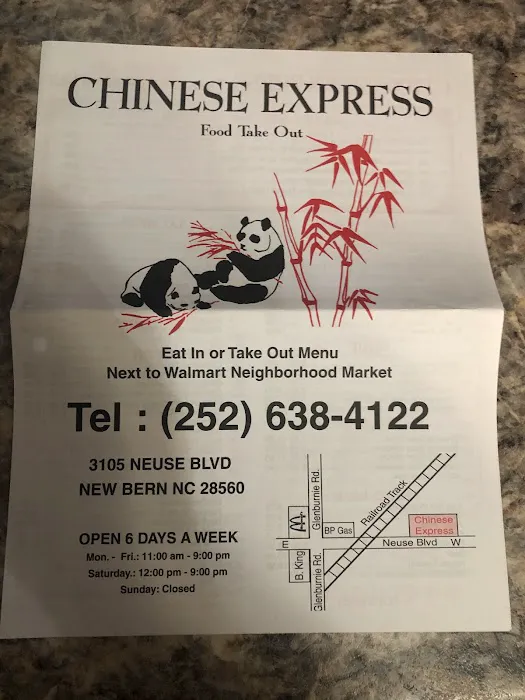 CHINESE EXPRESS
Food Take Out
Eat In or Take Out Menu
Next to Walmart Neighborhood Market
Tel : (252) 638-4122
3105 NEUSE BLVD
NEW BERN NC 28560
OPEN 6 DAYS A WEEK
Mon. - Fri.: 11:00 am - 9:00 pm
Saturday.: 12:00 pm - 9:00 pm
Sunday: Closed
Glenburnie Rd.
Railroad Track
BP Gas
Chinese
Express
E
Neuse Blvd W
B. King
Glenburnie Rd.